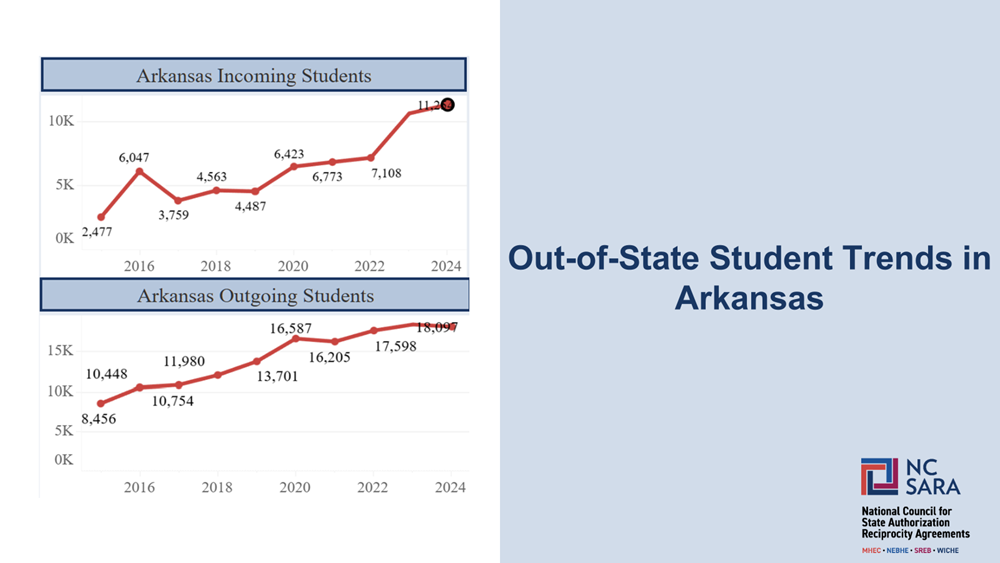 Arkansas Incoming Students
10K
5K
0K
2,477
6,047
3,759
4,563
4,487
6,423
6,773
7,108
2016
2018
2020
2022
2024
Arkansas Outgoing Students
15K
10K
5K
0K
8,456
10,448
10,754
11,980
13,701
16,587
16,205
17,598
18,097
2016
2018
2020
2022
2024
Out-of-State Student Trends in
Arkansas
NC
SARA
National Council for
State Authorization
Reciprocity Agreements
MHEC • NEBHE • SREB • WICHE